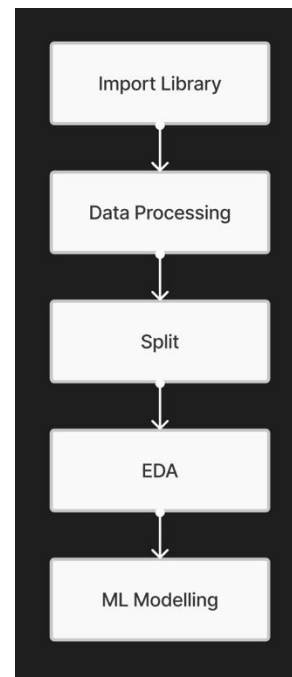 Import Library
Data Processing
Split
EDA
ML Modelling